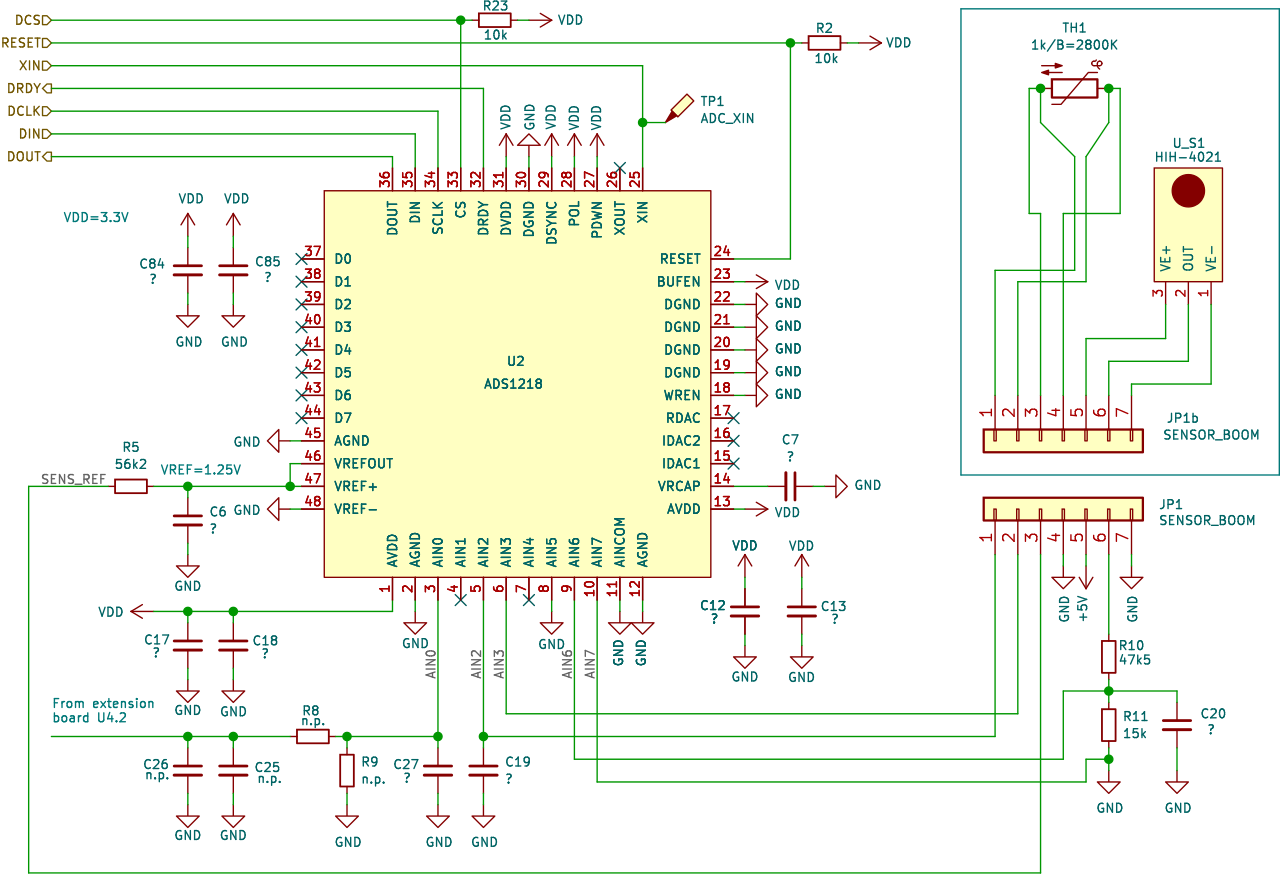 DCS
RESET
XIN
DRDY
DCLK
DIN
DOUT
R23
10k
VDD
R2
10k
VDD
TP1
ADC_XIN
VDD
GND
VDD
VDD
VDD
36
35
34
33
32
31
30
29
28
27
26
25
DOUT
DIN
SCLK
CS
DRDY
DVDD
DGND
DSYNC
POL
PDWN
XOUT
XIN
VDD=3.3V
VDD
VDD
C84
?
C85
?
GND
GND
37 D0
38 D1
39 D2
40 D3
41 D4
42 D5
43 D6
44 D7
GND 45 AGND
46 VREFOUT
47 VREF+
GND 48 VREF-
U2
ADS1218
RESET 24
BUFEN 23 VDD
DGND 22 GND
DGND 21 GND
DGND 20 GND
DGND 19 GND
WREN 18 GND
RDAC 17
IDAC2 16
IDAC1 15
VRCAP 14
AVDD 13 VDD
C7
?
GND
R5
56k2
SENS_REF
VREF=1.25V
C6
?
GND
AVDD
AGND
AIN0
AIN1
AIN2
AIN3
AIN4
AIN5
AIN6
AIN7
AINCOM
AGND
1
2
3
4
5
6
7
8
9
10
11
12
GND
GND
GND
GND
AIN0
AIN2
AIN3
AIN6
AIN7
VDD
C17
?
C18
?
GND
GND
VDD
VDD
C12
?
C13
?
GND
GND
From extension
board U4.2
R8
n.p.
C26
n.p.
C25
n.p.
R9
n.p.
C27
?
C19
?
GND
GND
GND
GND
GND
TH1
1k/B=2800K
U_S1
HIH-4021
VE+
OUT
VE-
3
2
1
1
2
3
4
5
6
7
JP1b
SENSOR_BOOM
JP1
SENSOR_BOOM
1
2
3
4
5
6
7
GND
+5V
GND
R10
47k5
R11
15k
C20
?
GND
GND